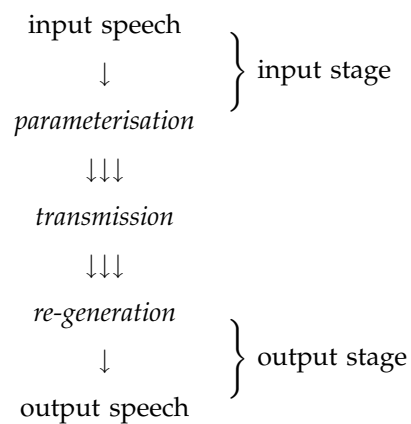 input speech
input stage
↓
parameterisation
↓↓↓
transmission
↓↓↓
re-generation
output stage
↓
output speech